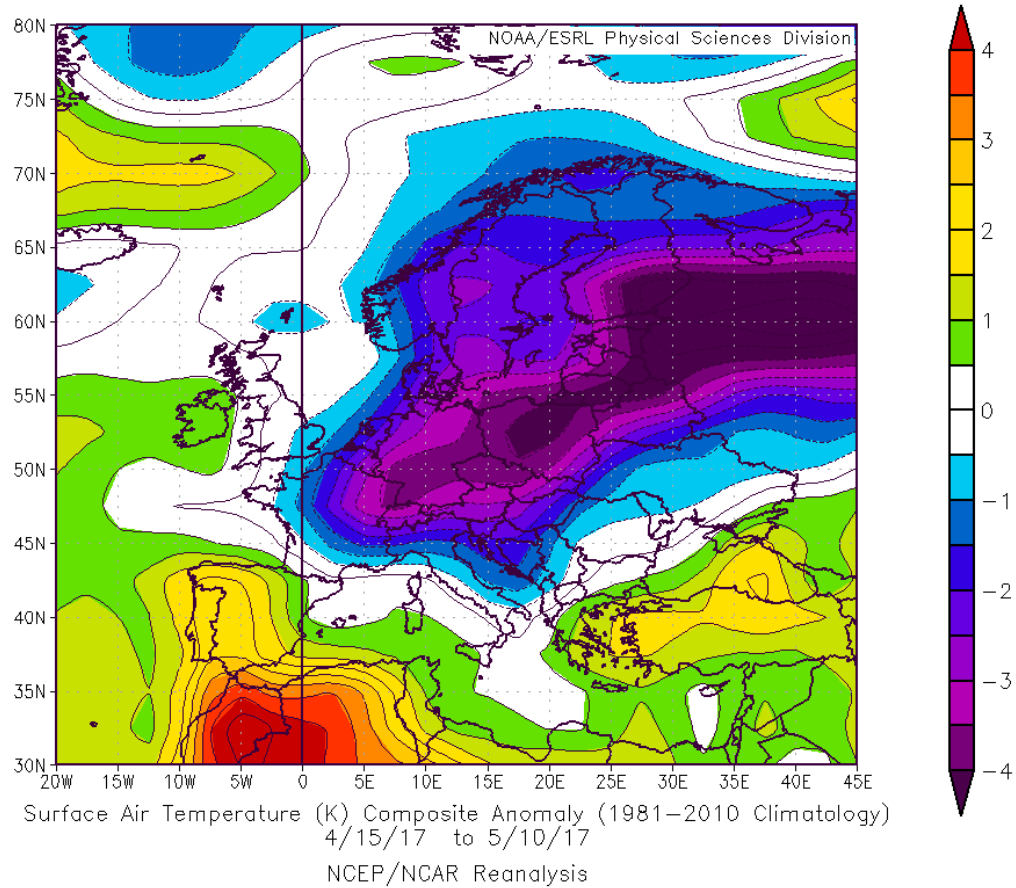 80N
NOAA/ESRL Physical Sciences Division
4
75N
3
70N
2
65N
1
60N
0
55N
−1
50N
−2
45N
40N
−3
35N
−4
30N
20W 15W 10W 5W 0 5E 10E 15E 20E 25E 30E 35E 40E 45E
Surface Air Temperature (K) Composite Anomaly (1981−2010 Climatology)
4/15/17 to 5/10/17
NCEP/NCAR Reanalysis